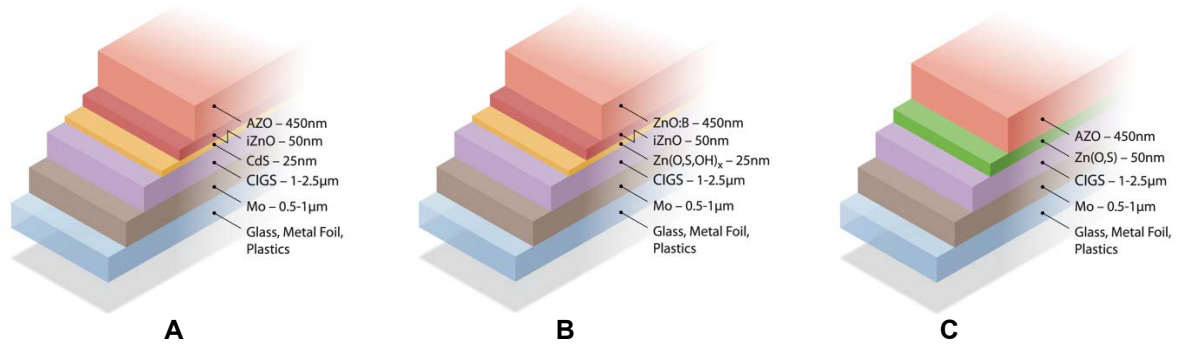 AZO – 450nm
iZnO – 50nm
CdS – 25nm
CIGS – 1-2.5µm
Mo – 0.5-1µm
Glass, Metal Foil,
Plastics
A
ZnO:B – 450nm
iZnO – 50nm
Zn(O,S,OH)x – 25nm
CIGS – 1-2.5µm
Mo – 0.5-1µm
Glass, Metal Foil,
Plastics
B
AZO – 450nm
Zn(O,S) – 50nm
CIGS – 1-2.5µm
Mo – 0.5-1µm
Glass, Metal Foil,
Plastics
C